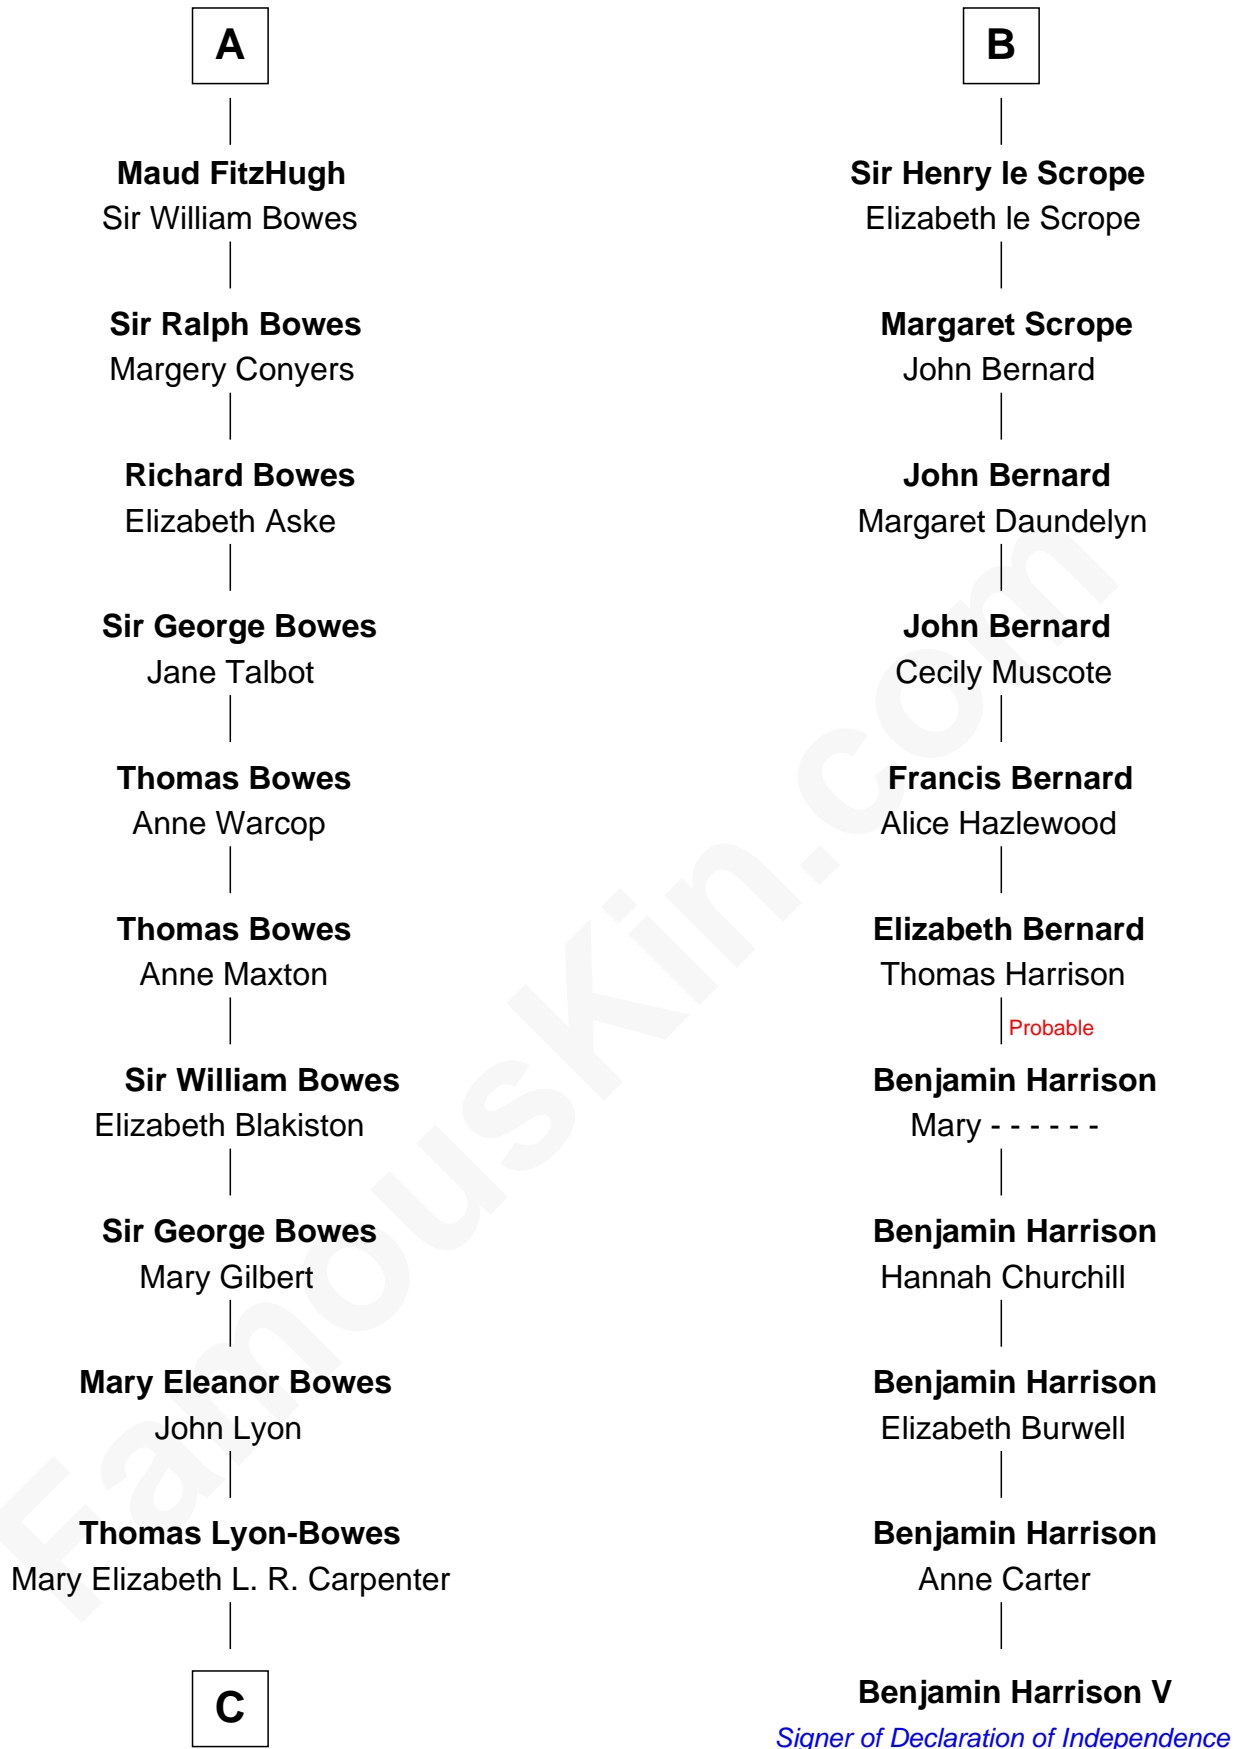 A
Maud FitzHugh
Sir William Bowes
Sir Ralph Bowes
Margery Conyers
Richard Bowes
Elizabeth Aske
Sir George Bowes
Jane Talbot
Thomas Bowes
Anne Warcop
Thomas Bowes
Anne Maxton
Sir William Bowes
Elizabeth Blakiston
Sir George Bowes
Mary Gilbert
Mary Eleanor Bowes
John Lyon
Thomas Lyon-Bowes
Mary Elizabeth L. R. Carpenter
C
B
Sir Henry le Scrope
Elizabeth le Scrope
Margaret Scrope
John Bernard
John Bernard
Margaret Daundelyn
John Bernard
Cecily Muscote
Francis Bernard
Alice Hazlewood
Elizabeth Bernard
Thomas Harrison
Probable
Benjamin Harrison
Mary - - - - - -
Benjamin Harrison
Hannah Churchill
Benjamin Harrison
Elizabeth Burwell
Benjamin Harrison
Anne Carter
Benjamin Harrison V
Signer of Declaration of Independence
FamousKin.com